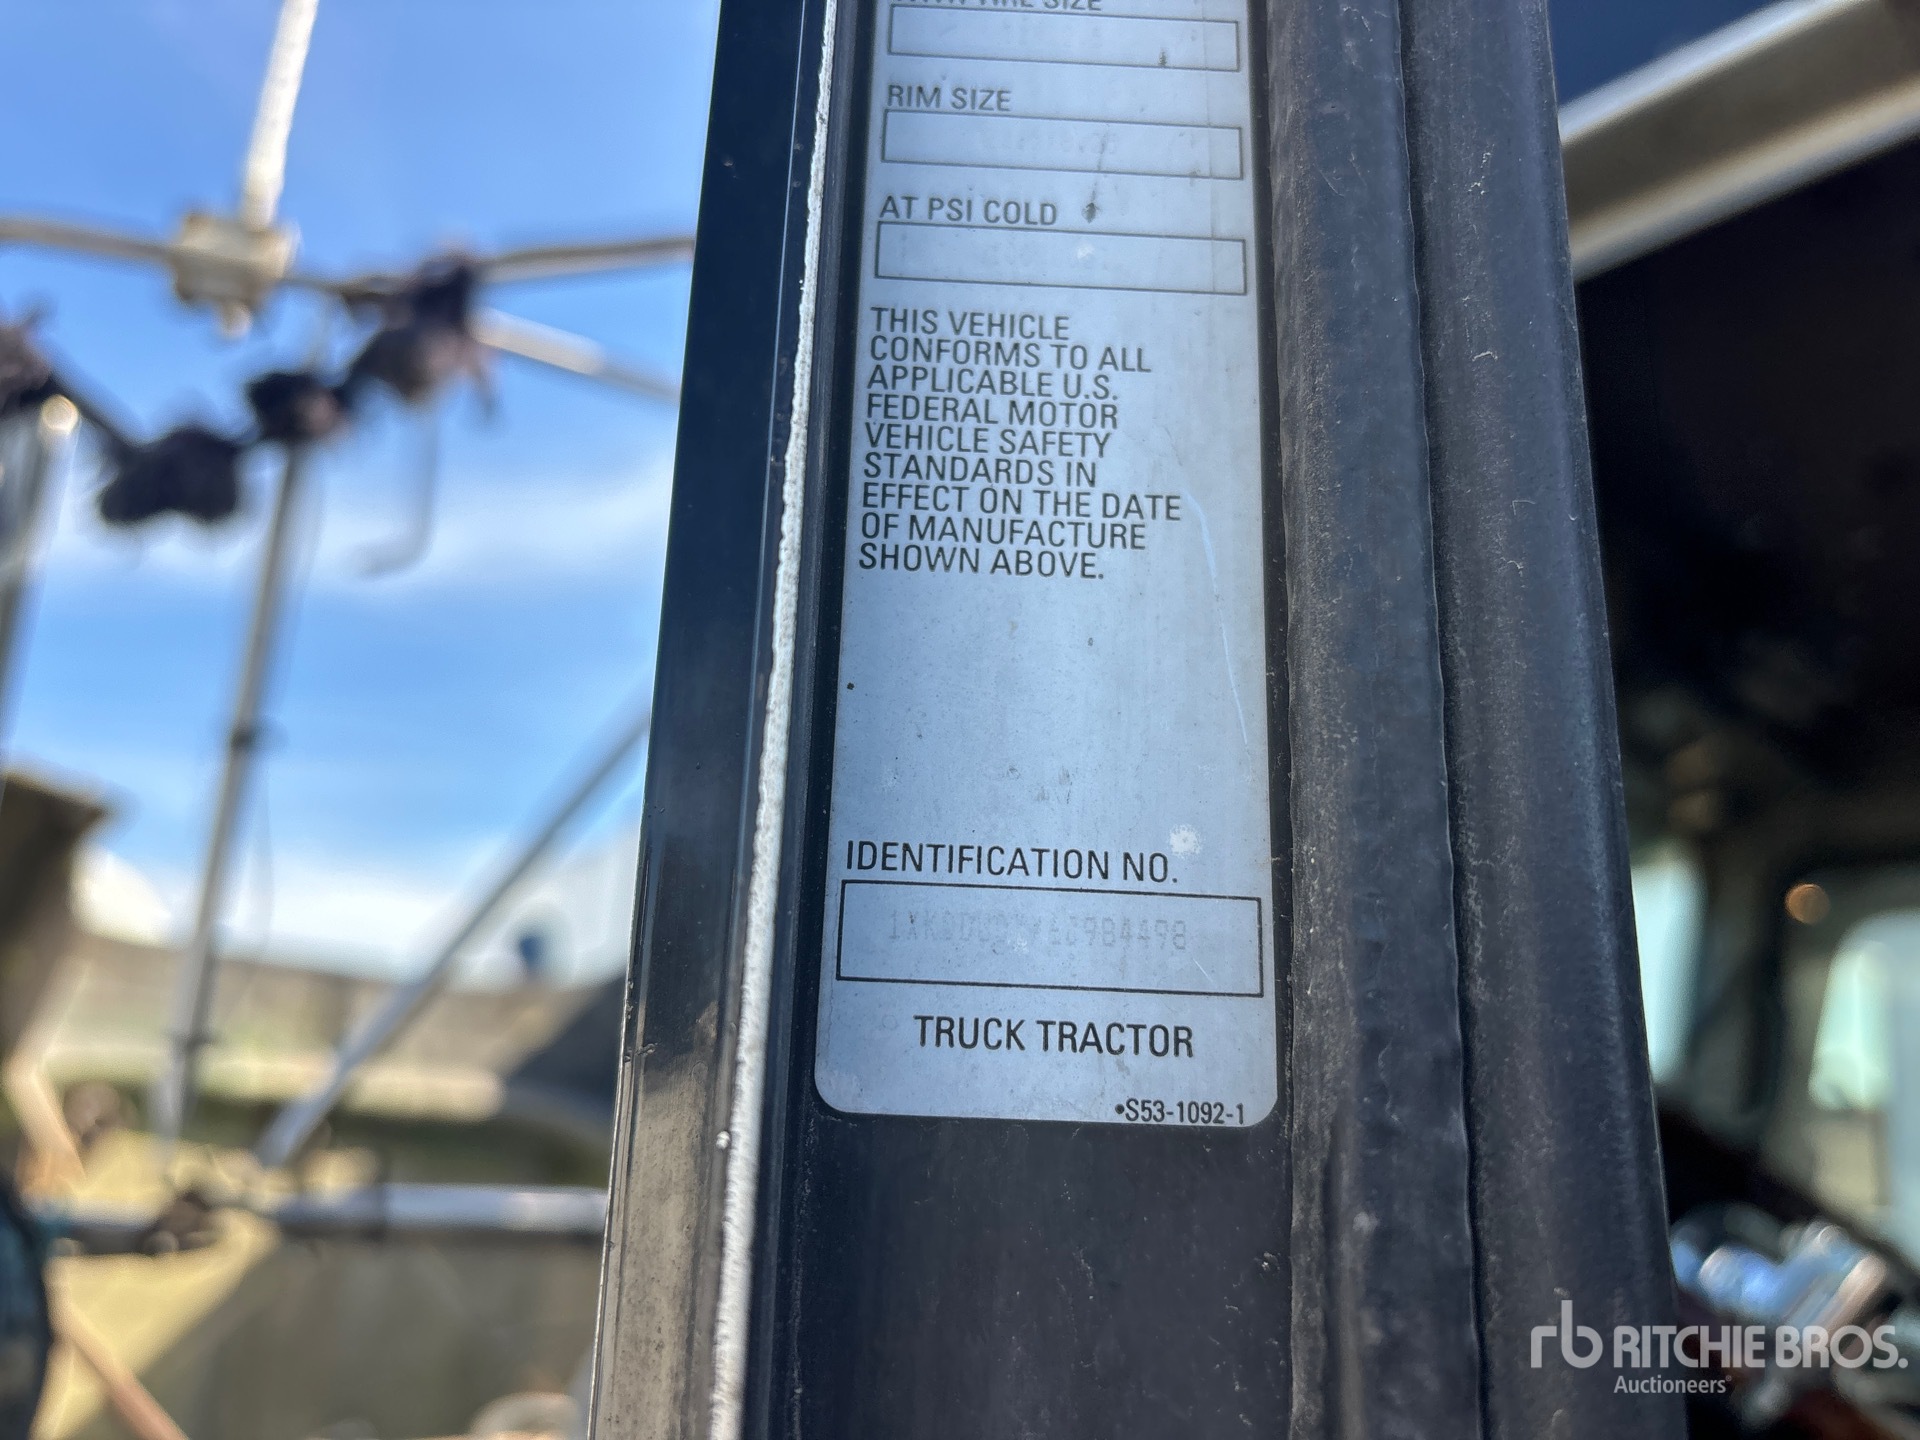 RIM SIZE
AT PSI COLD
THIS VEHICLE
CONFORMS TO ALL
APPLICABLE U.S.
FEDERAL MOTOR
VEHICLE SAFETY
STANDARDS IN
EFFECT ON THE DATE
OF MANUFACTURE
SHOWN ABOVE.
IDENTIFICATION NO.
TRUCK TRACTOR
•S53-1092-1
rb RITCHIE BROS.
Auctioneers